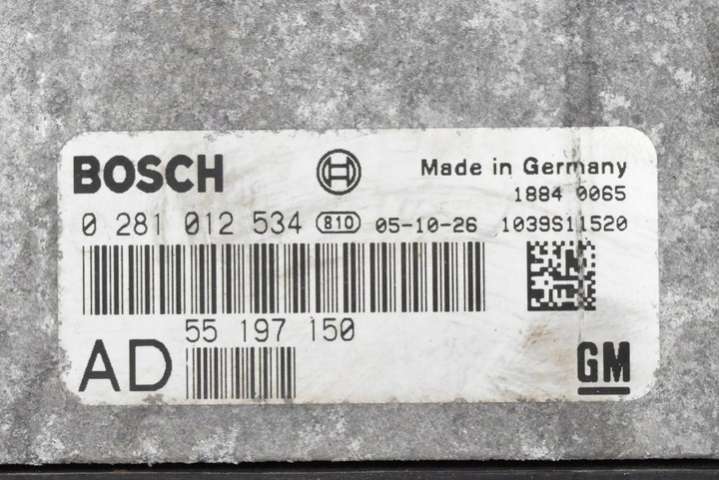 BOSCH
Made in Germany
1884 0065
0 281 012 534 810 05-10-26 1039S11520
55 197 150
AD
GM